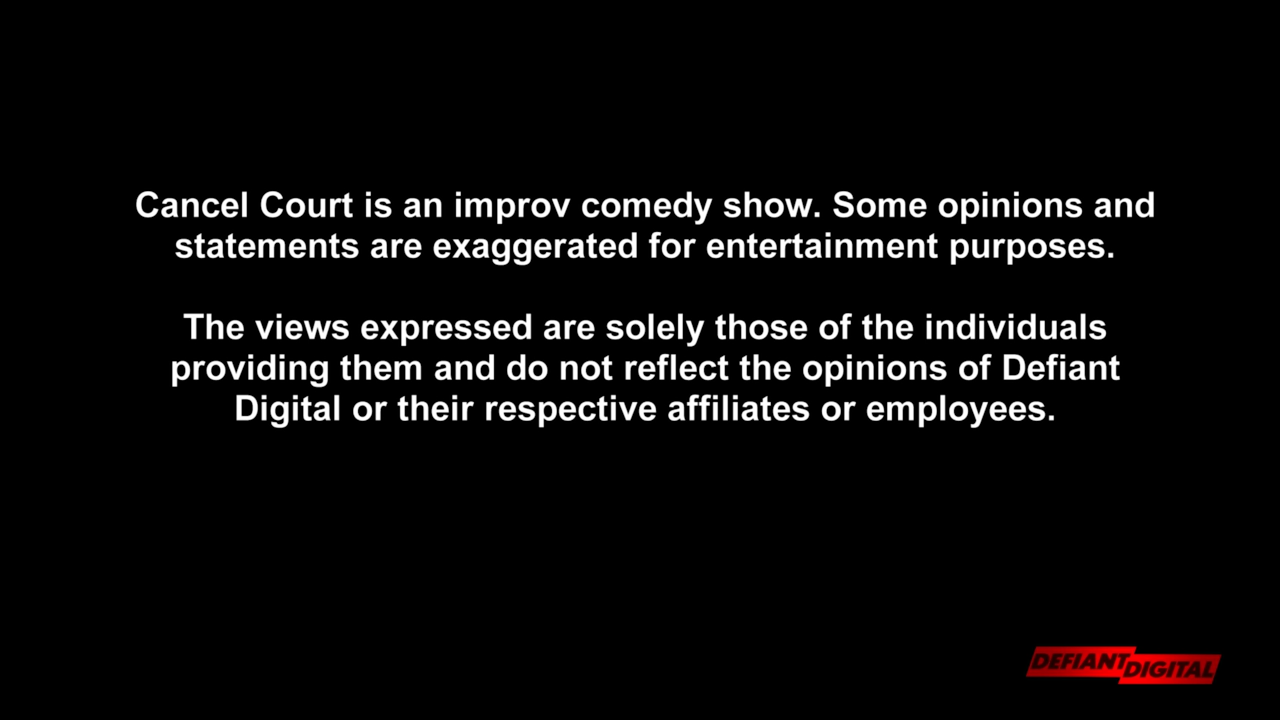 Cancel Court is an improv comedy show. Some opinions and
statements are exaggerated for entertainment purposes.
The views expressed are solely those of the individuals
providing them and do not reflect the opinions of Defiant
Digital or their respective affiliates or employees.
DEFIANT DIGITAL